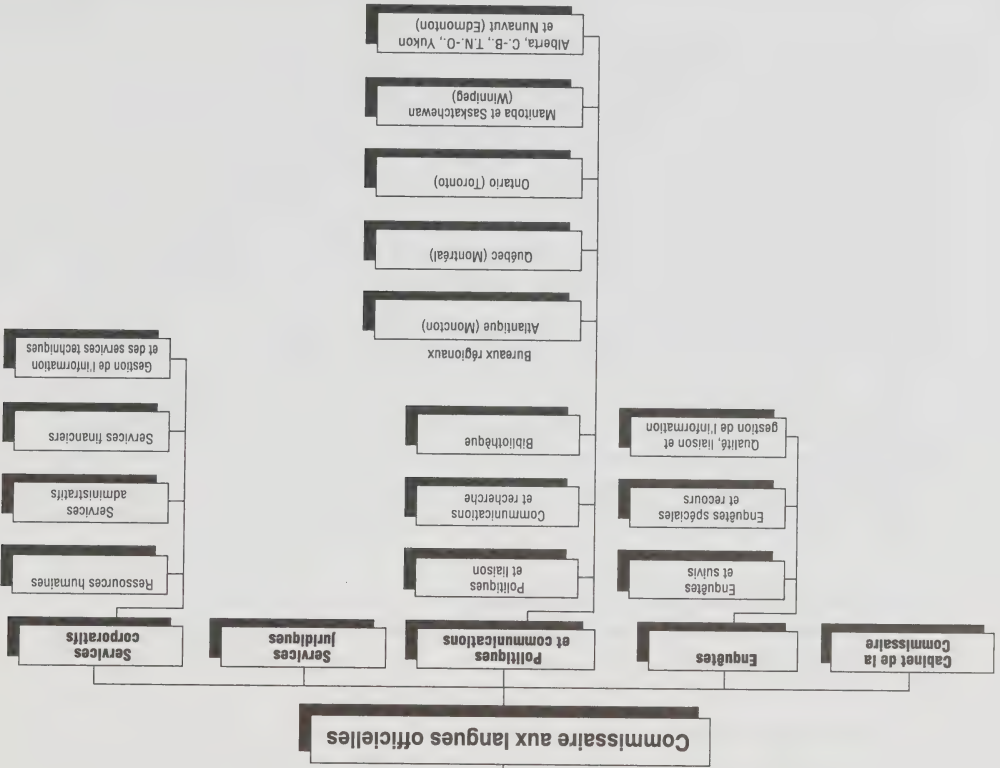 Commissaire aux langues officielles
Cabinet de la
Commissaire
Enquêtes
Politiques
et communications
Services
juridiques
Services
corporatifs
Enquêtes
et suivis
Enquêtes spéciales
et recours
Qualité, liaison et
gestion de l'information
Politiques
et liaison
Communications
et recherche
Bibliothèque
Bureaux régionaux
Atlantique (Moncton)
Québec (Montréal)
Ontario (Toronto)
Manitoba et Saskatchewan
(Winnipeg)
Alberta, C.-B., T.N.-O., Yukon
et Nunavut (Edmonton)
Ressources humaines
Services
administratifs
Services financiers
Gestion de l'information
et des services techniques